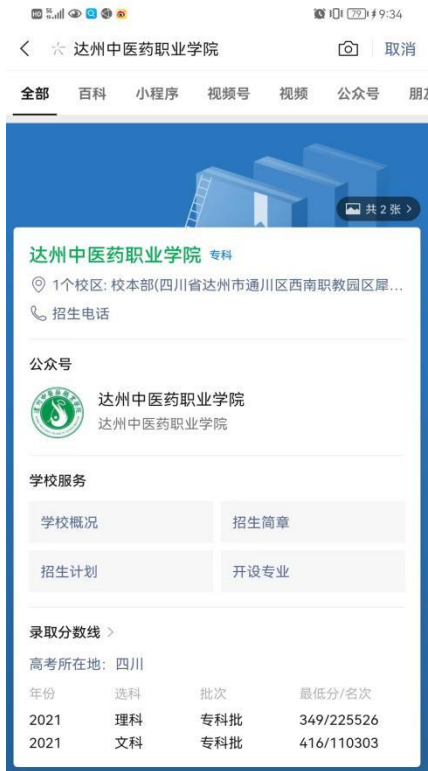 79 9:34
达州中医药职业学院 取消
全部 百科 小程序 视频号 视频 公众号
共2张 >
达州中医药职业学院 专科
1个校区: 校本部(四川省达州市通川区西南职教园区犀...
招生电话
公众号
达州中医药职业学院
达州中医药职业学院
学校服务
学校概况 招生简章
招生计划 开设专业
录取分数线 >
高考所在地: 四川
年份 选科 批次 最低分/名次
2021 理科 专科批 349/225526
2021 文科 专科批 416/110303